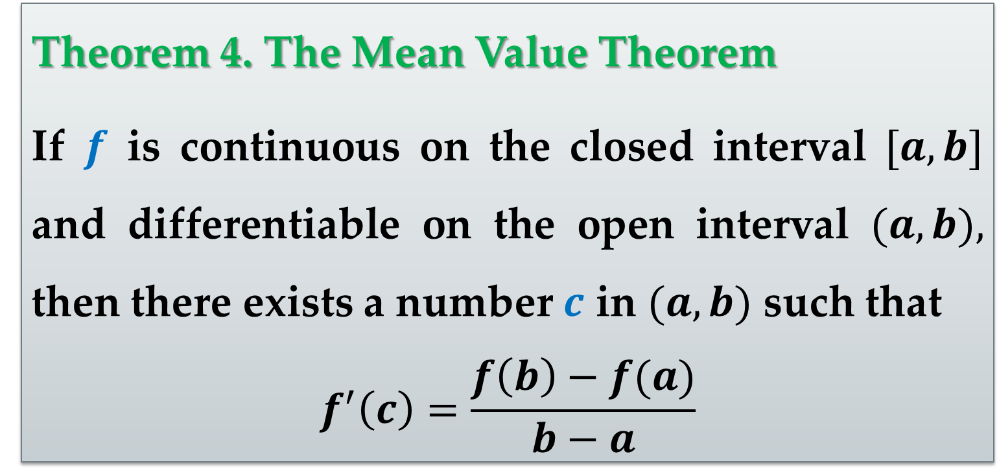 Theorem 4. The Mean Value Theorem
If f is continuous on the closed interval [a, b]
and differentiable on the open interval (a, b),
then there exists a number c in (a, b) such that
f′(c) = (f(b) − f(a)) / (b − a)